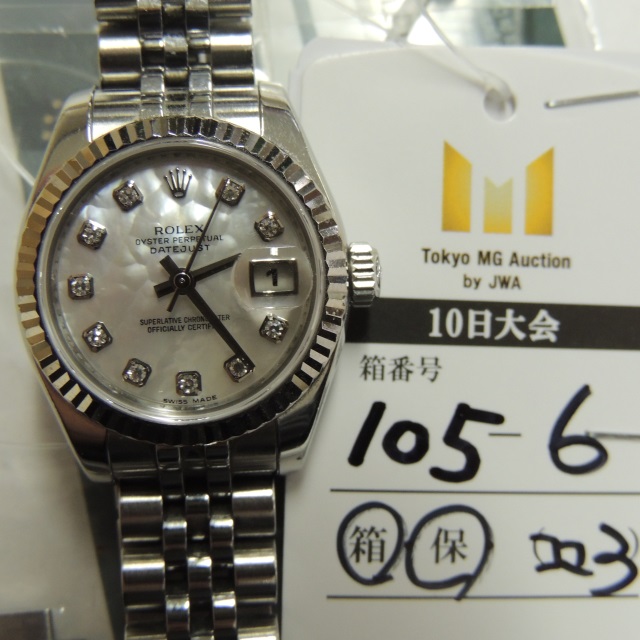 ROLEX
OYSTER PERPETUAL
DATEJUST
1
SUPERLATIVE CHRONOMETER
OFFICIALLY CERTIFIED
SWISS MADE
Tokyo MG Auction
by JWA
10日大会
箱番号
105-6
箱 保